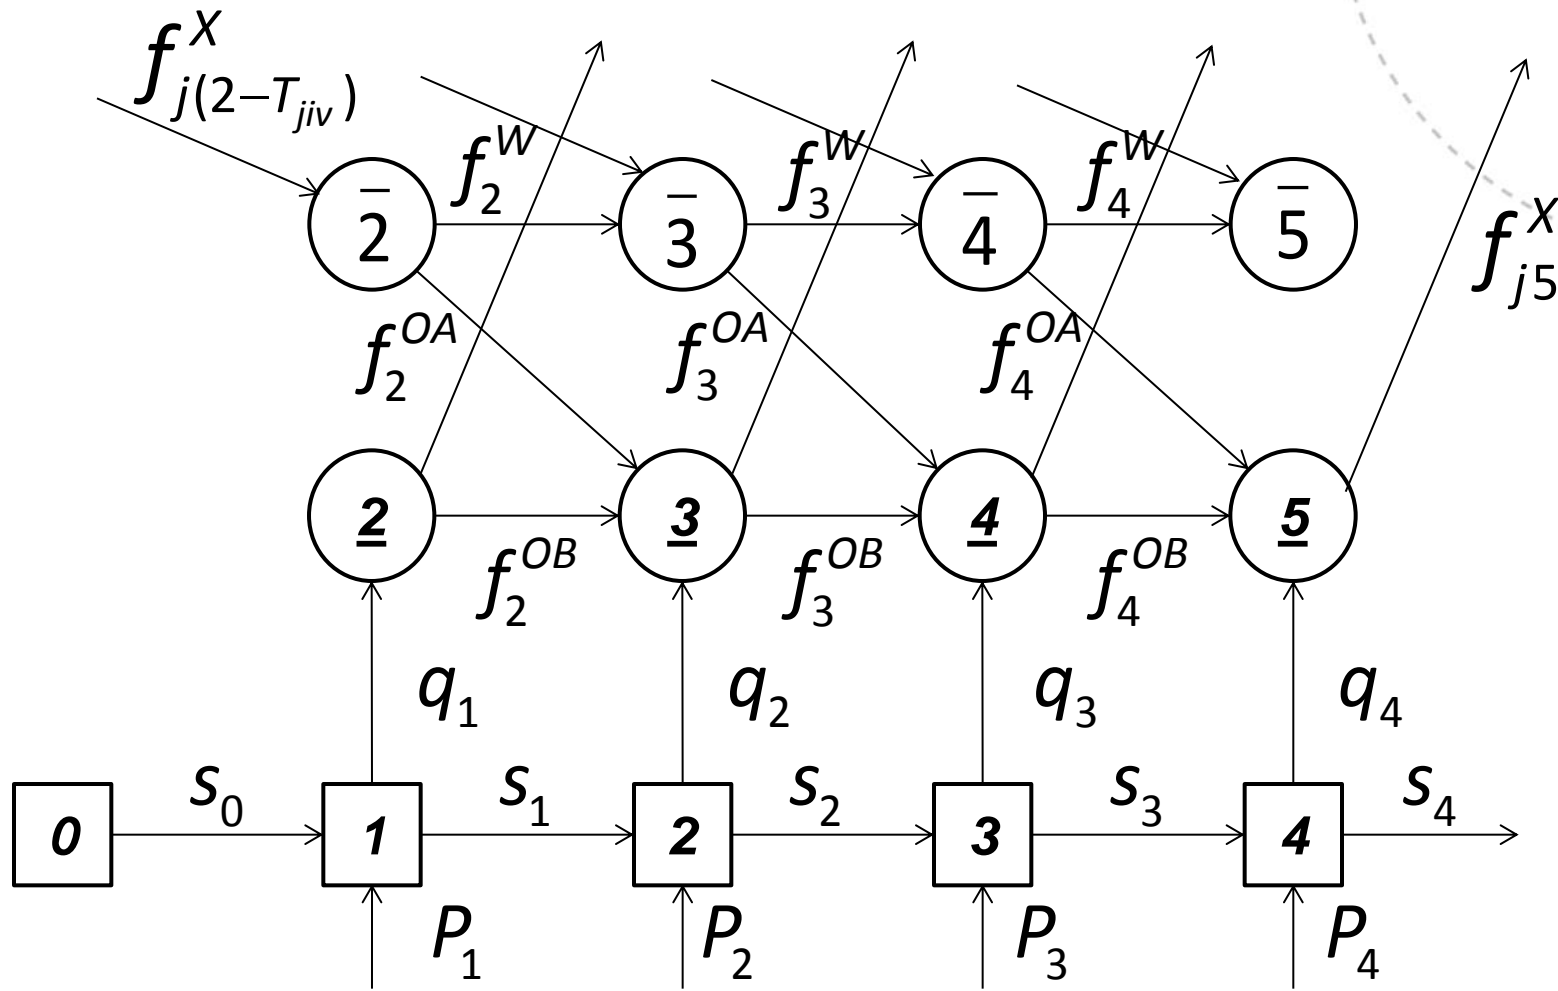 f^X_{j(2−T_{jiv})}
f^W_2 f^W_3 f^W_4
2̅ 3̅ 4̅ 5̅ f^X_{j5}
f^{OA}_2 f^{OA}_3 f^{OA}_4
2̲ 3̲ 4̲ 5̲
f^{OB}_2 f^{OB}_3 f^{OB}_4
q_1 q_2 q_3 q_4
s_0 s_1 s_2 s_3 s_4
0 1 2 3 4
P_1 P_2 P_3 P_4